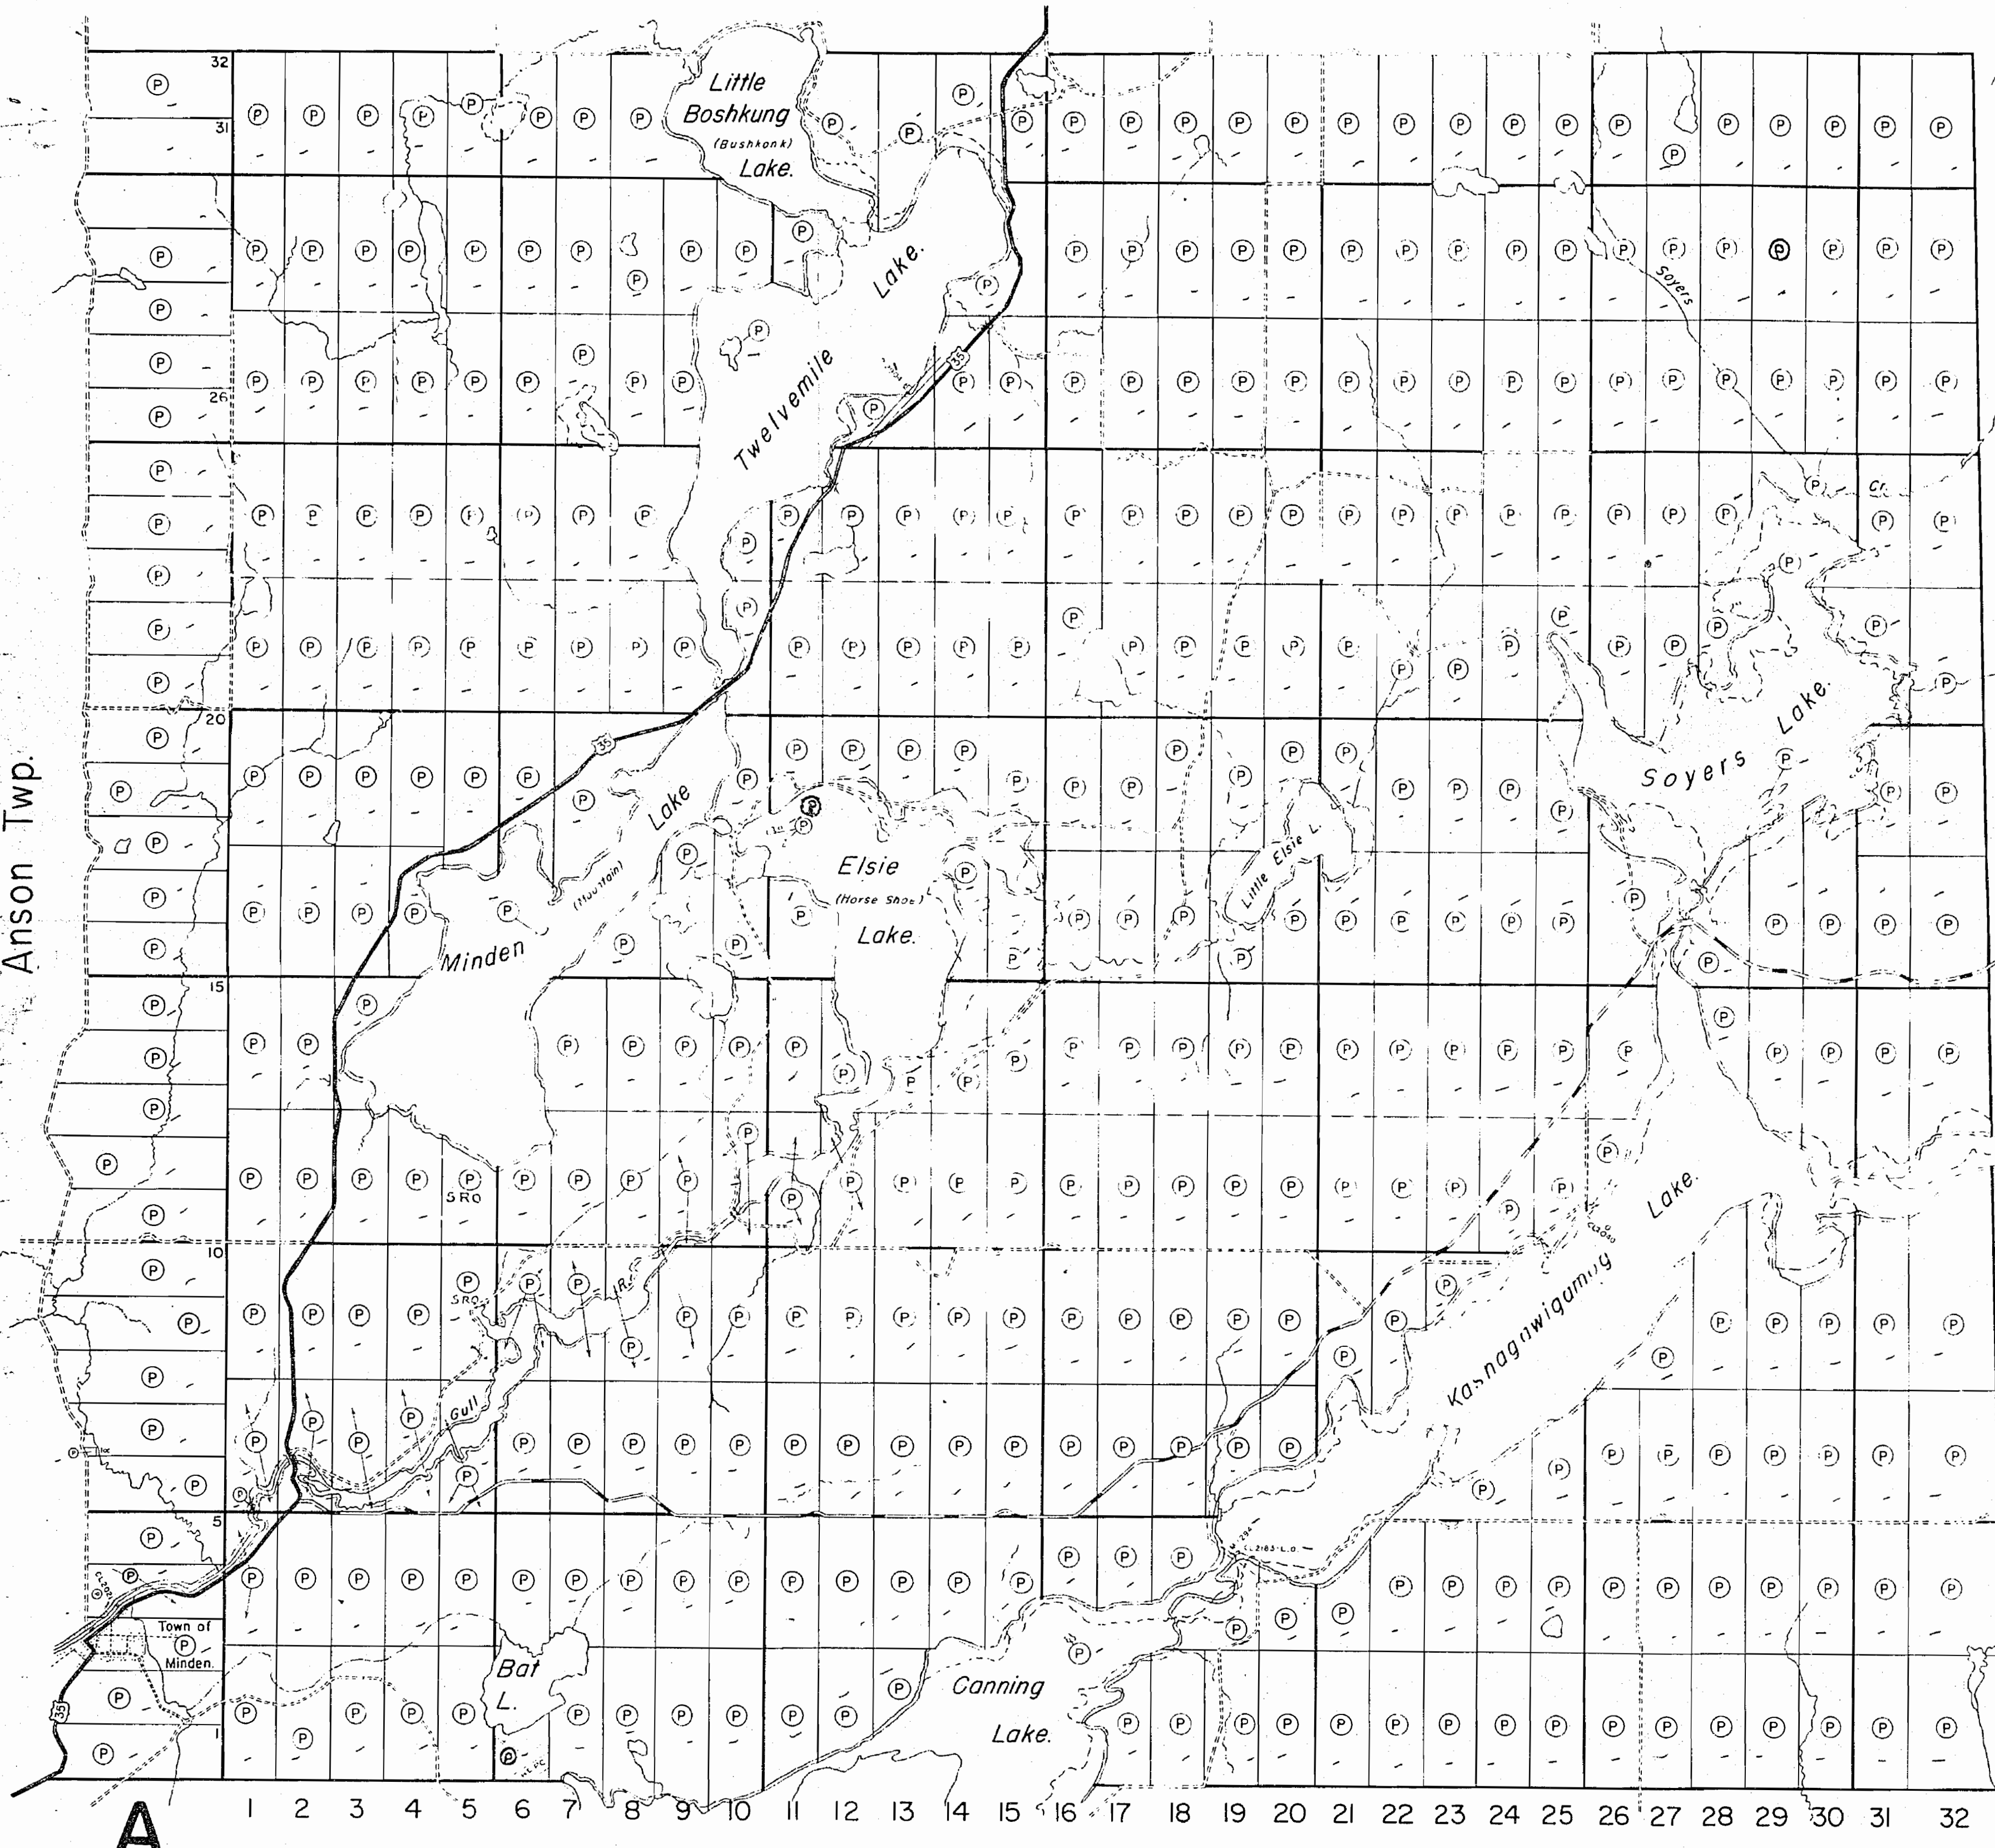 32
31
Little
Boshkung
(Bushkonk)
Lake.
Lake.
Soyers
35
Twelvemile
26
Cr.
20
35
Lake
(Mountain)
Soyers
Lake.
Little Elsie L.
Elsie
(Horse Shoe)
Lake.
Minden
Anson Twp.
15
SRO
Lake.
10
SRO
R.
Gull
5
CL2183-L.O.
Town of
Minden.
Bat
L.
Canning
Lake.
35
1
1 2 3 4 5 6 7 8 9 10 11 12 13 14 15 16 17 18 19 20 21 22 23 24 25 26 27 28 29 30 31 32
A